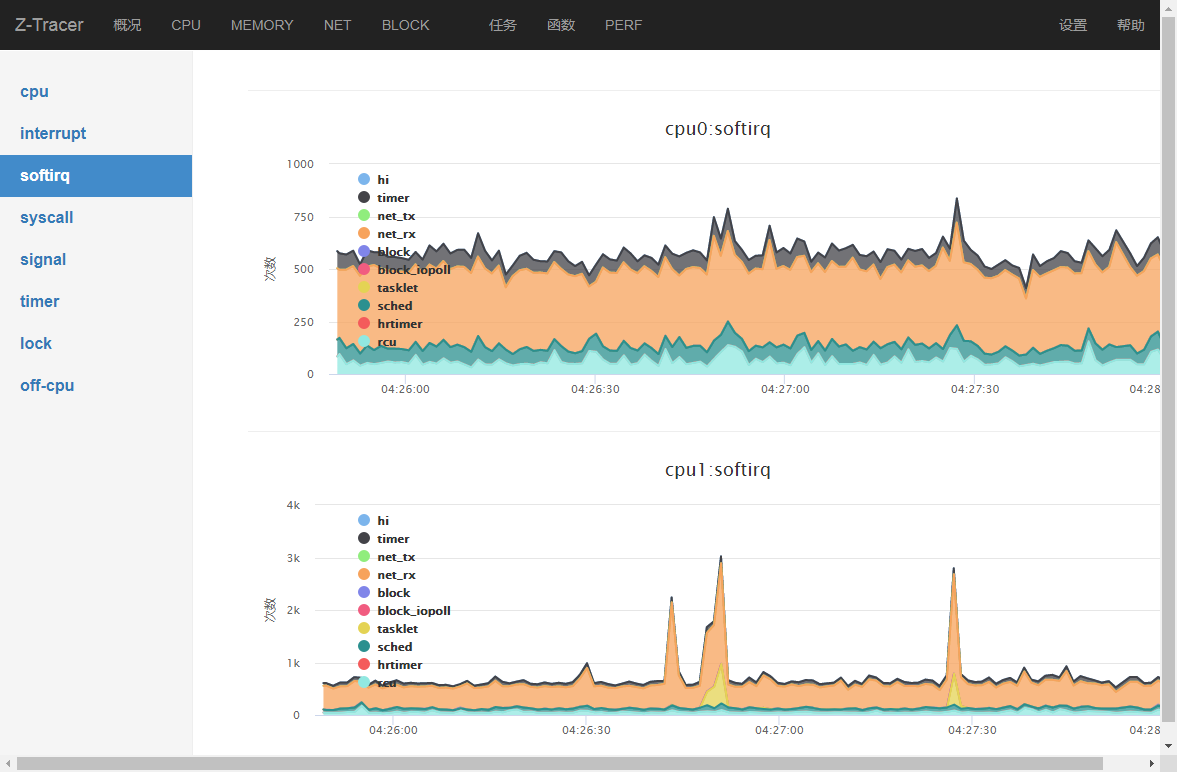 Z-Tracer 概况 CPU MEMORY NET BLOCK 任务 函数 PERF 设置 帮助
cpu
interrupt
softirq
syscall
signal
timer
lock
off-cpu
cpu0:softirq
次数
1000
750
500
250
0
hi
timer
net_tx
net_rx
block
block_iopoll
tasklet
sched
hrtimer
rcu
04:26:00 04:26:30 04:27:00 04:27:30 04:28
cpu1:softirq
次数
4k
3k
2k
1k
0
hi
timer
net_tx
net_rx
block
block_iopoll
tasklet
sched
hrtimer
rcu
04:26:00 04:26:30 04:27:00 04:27:30 04:28